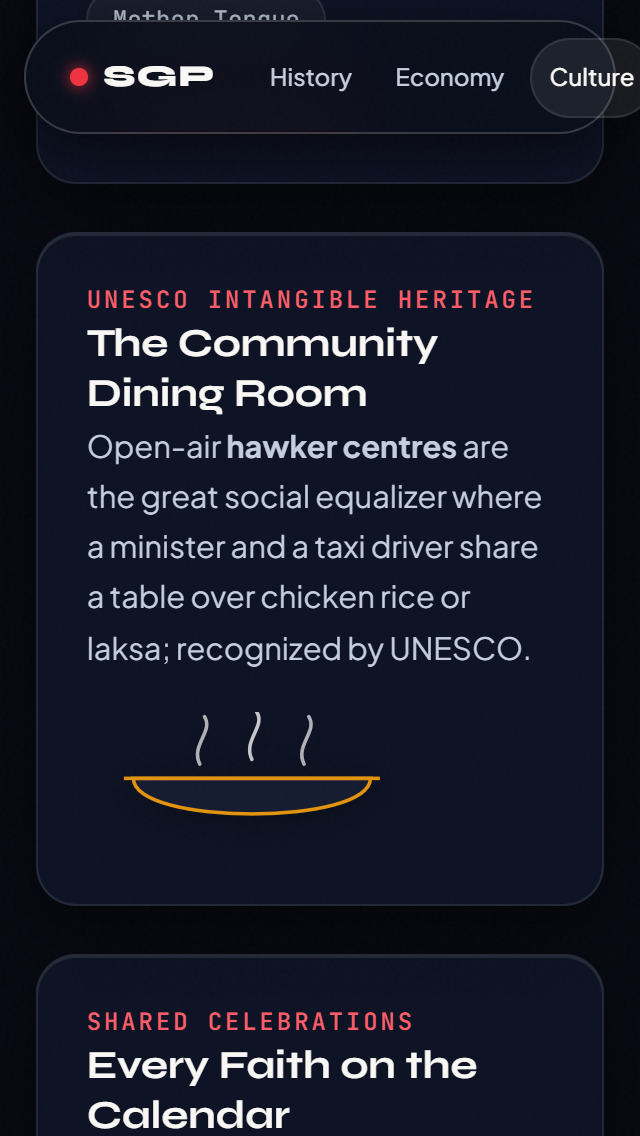 Mother Tongue
SGP
History
Economy
Culture
UNESCO INTANGIBLE HERITAGE
The Community
Dining Room
Open-air hawker centres are
the great social equalizer where
a minister and a taxi driver share
a table over chicken rice or
laksa; recognized by UNESCO.
SHARED CELEBRATIONS
Every Faith on the
Calendar